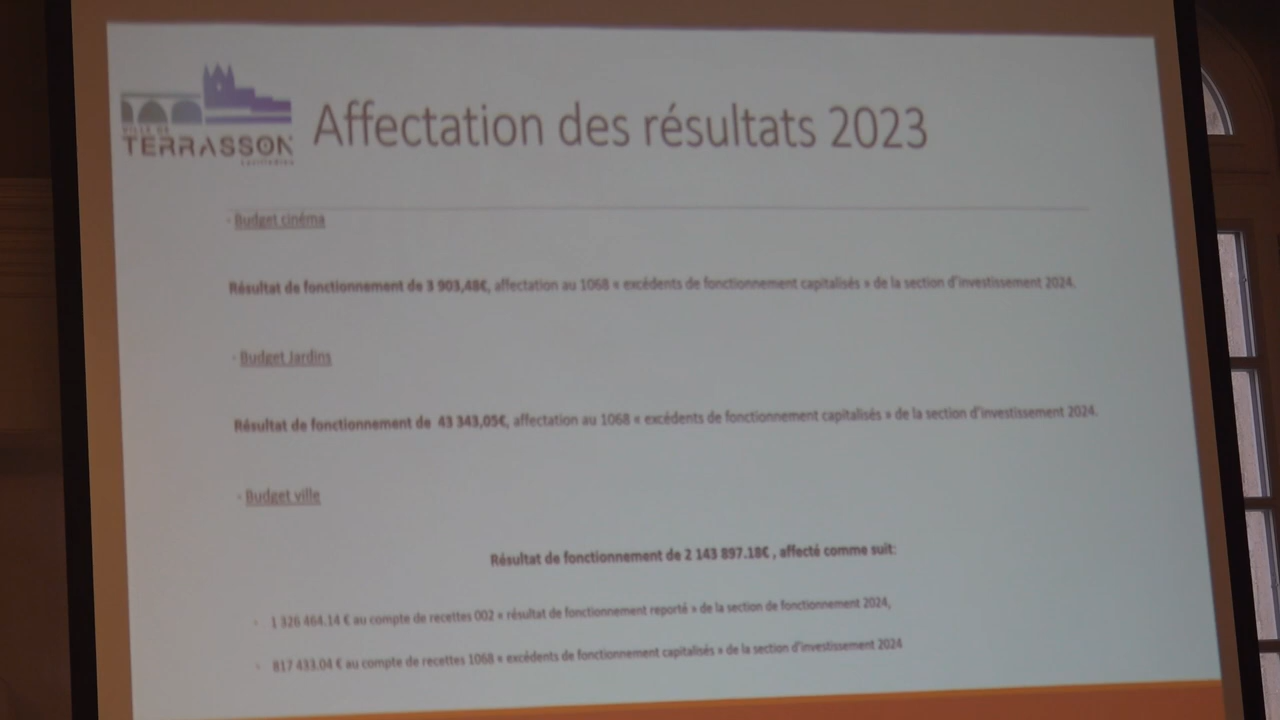 VILLE DE
TERRASSON
Affectation des résultats 2023
- Budget cinéma
Résultat de fonctionnement de 3 903,48€, affectation au 1068 « excédents de fonctionnement capitalisés » de la section d'investissement 2024.
- Budget Jardins
Résultat de fonctionnement de 43 343,05€, affectation au 1068 « excédents de fonctionnement capitalisés » de la section d'investissement 2024.
- Budget ville
Résultat de fonctionnement de 2 143 897.18€ , affecté comme suit:
- 1 326 464.14 € au compte de recettes 002 « résultat de fonctionnement reporté » de la section de fonctionnement 2024,
- 817 433.04 € au compte de recettes 1068 « excédents de fonctionnement capitalisés » de la section d'investissement 2024